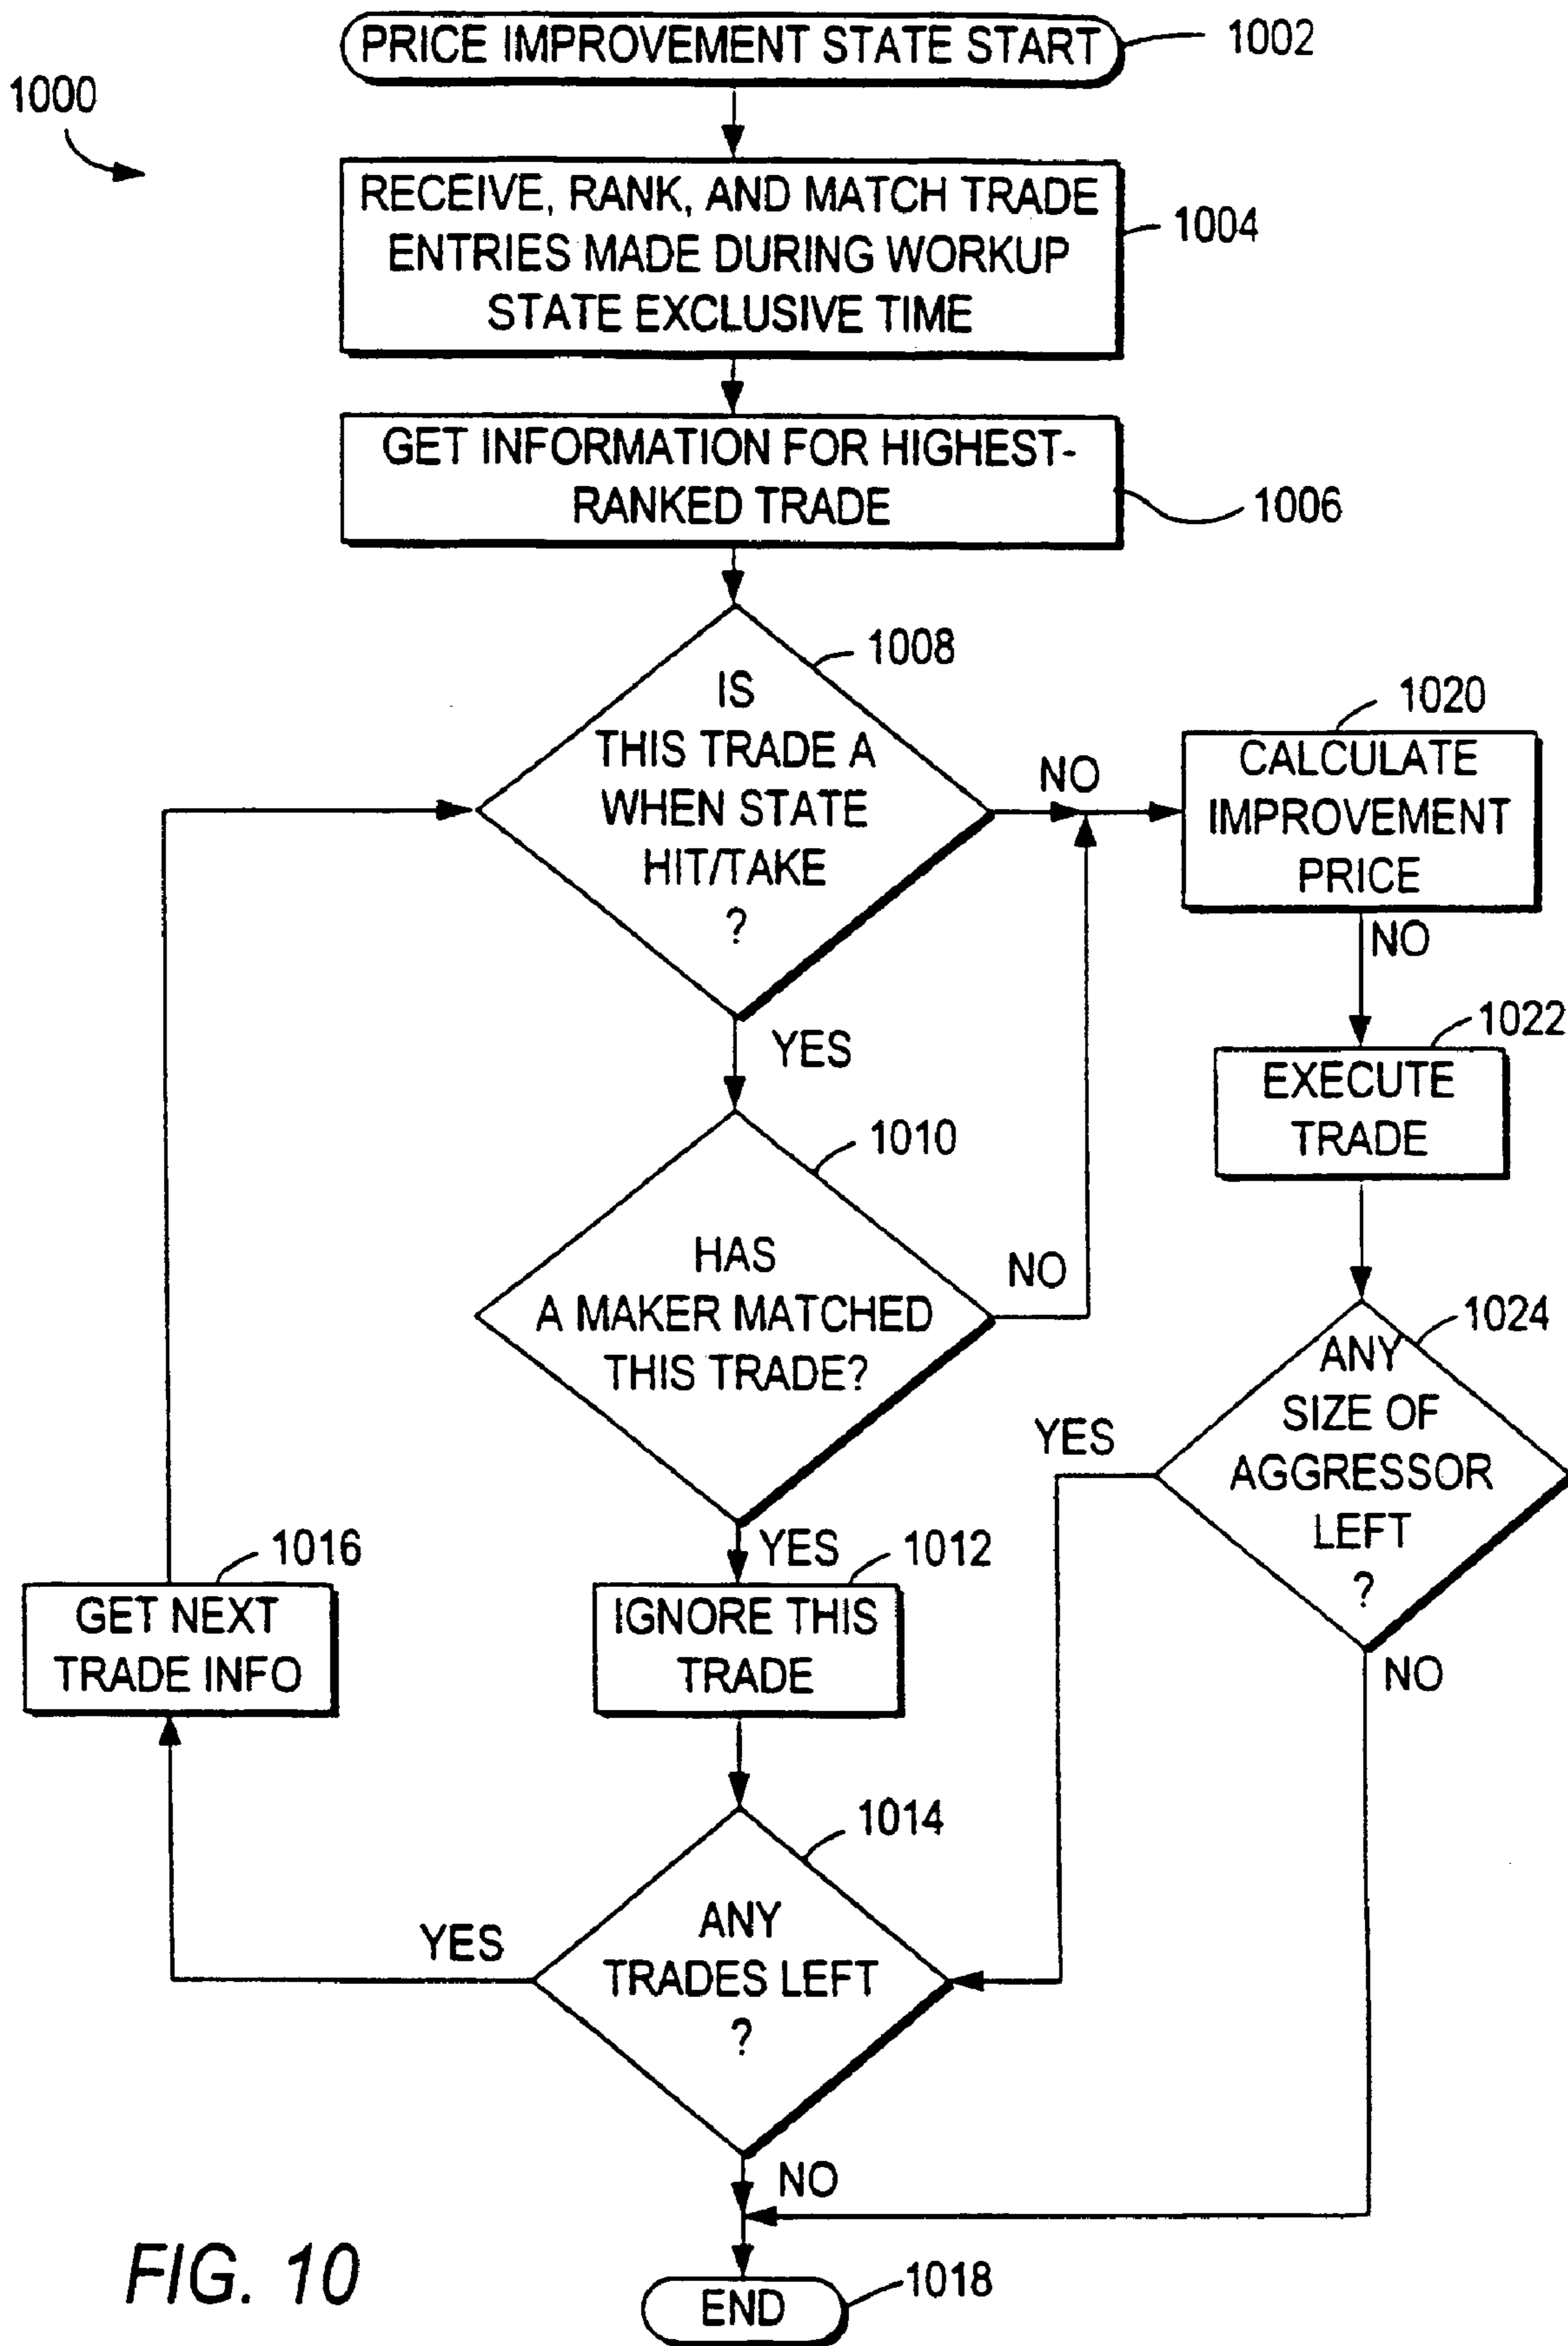 PRICE IMPROVEMENT STATE START
1002
1000
RECEIVE, RANK, AND MATCH TRADE
ENTRIES MADE DURING WORKUP
STATE EXCLUSIVE TIME
1004
GET INFORMATION FOR HIGHEST-
RANKED TRADE
1006
1008
IS
THIS TRADE A
WHEN STATE
HIT/TAKE
?
NO
YES
1020
CALCULATE
IMPROVEMENT
PRICE
NO
1022
EXECUTE
TRADE
1010
HAS
A MAKER MATCHED
THIS TRADE?
NO
YES
1024
ANY
SIZE OF
AGGRESSOR
LEFT
?
YES
NO
1016
GET NEXT
TRADE INFO
1012
IGNORE THIS
TRADE
1014
ANY
TRADES LEFT
?
YES
NO
FIG. 10
END
1018